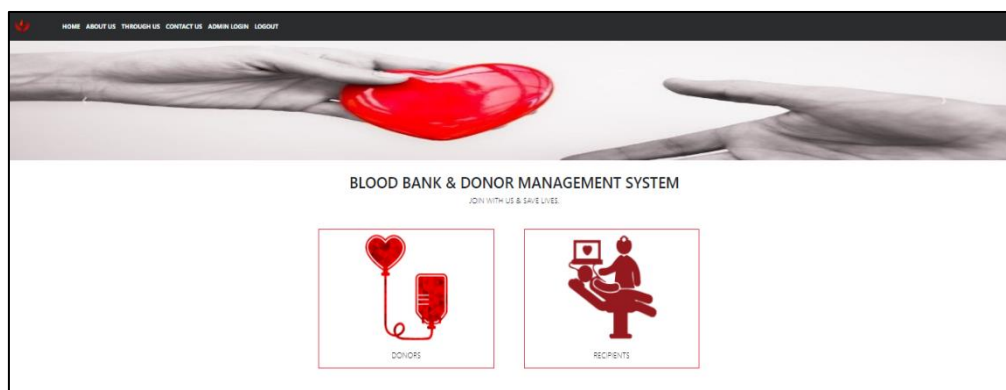 HOME ABOUT US THROUGH US CONTACT US ADMIN LOGIN LOGOUT
BLOOD BANK & DONOR MANAGEMENT SYSTEM
JOIN WITH US & SAVE LIVES.
DONORS
RECIPIENTS